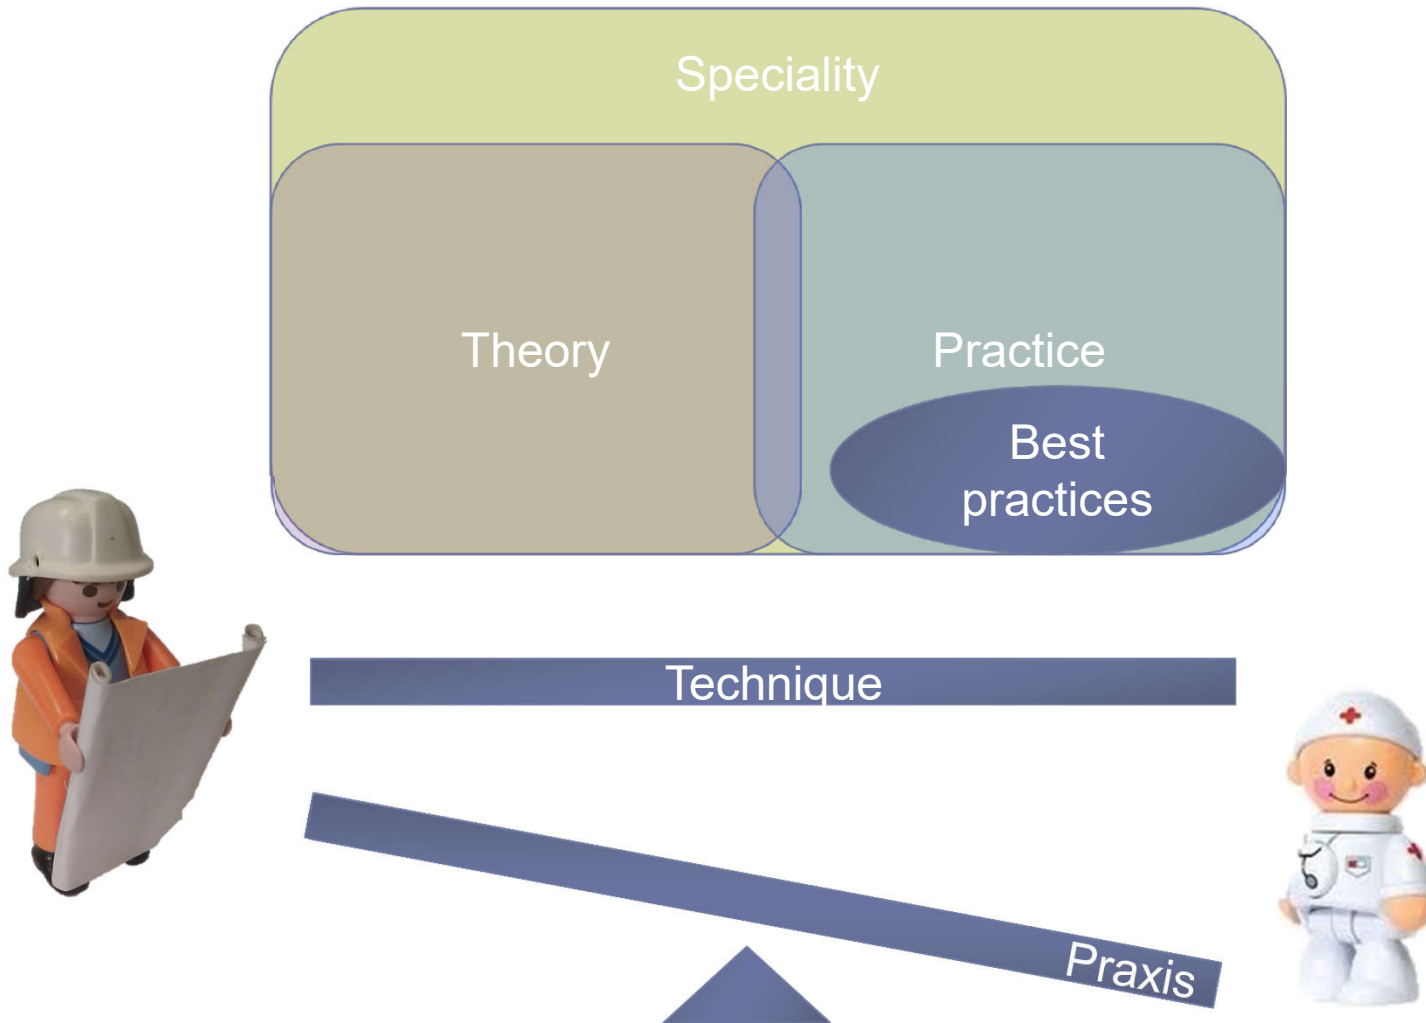 Speciality
Theory
Practice
Best
practices
Technique
Praxis